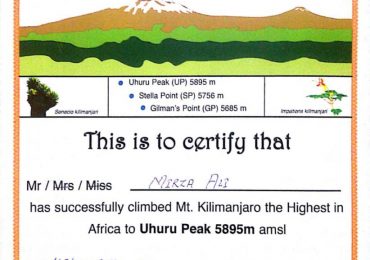 Uhuru Peak (UP) 5895 m
Stella Point (SP) 5756 m
Gilman's Point (GP) 5685 m
Senecio kilimanjari
Impatiens kilimanjari
This is to certify that
Mr / Mrs / Miss Mirza Ali
has successfully climbed Mt. Kilimanjaro the Highest in
Africa to Uhuru Peak 5895m amsl